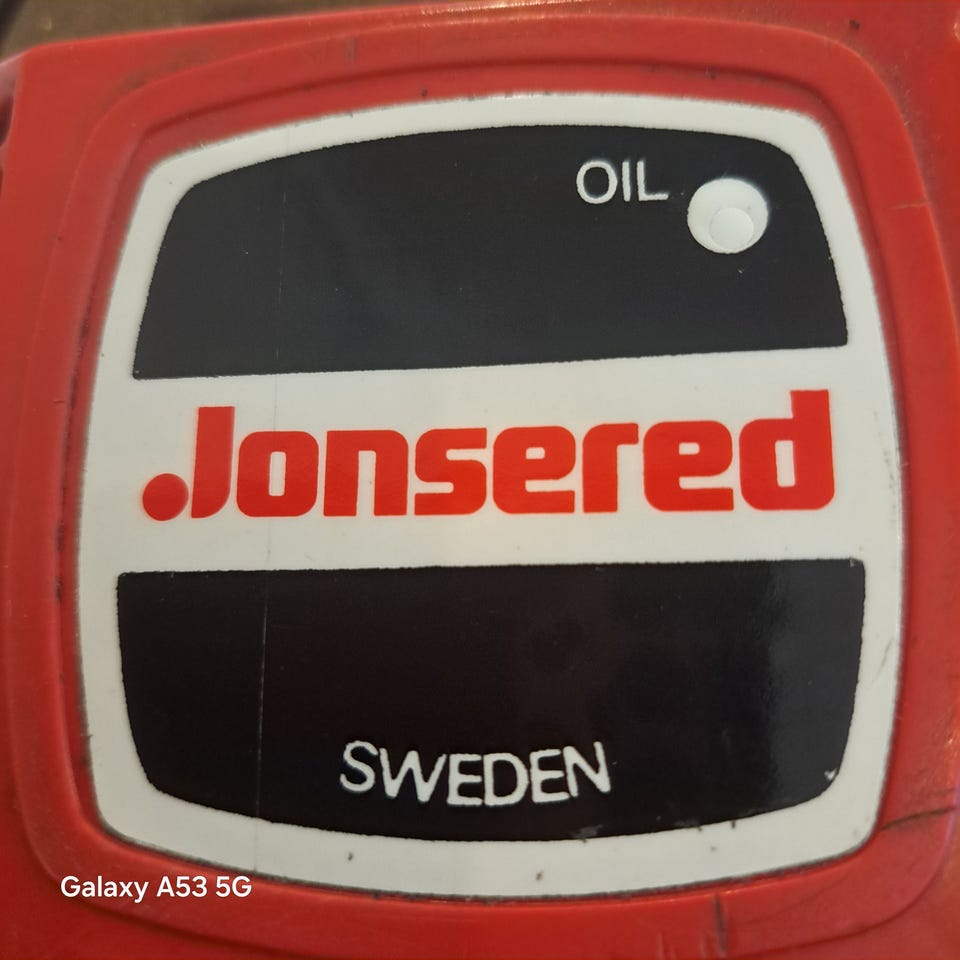 OIL
Jonsered
SWEDEN
Galaxy A53 5G